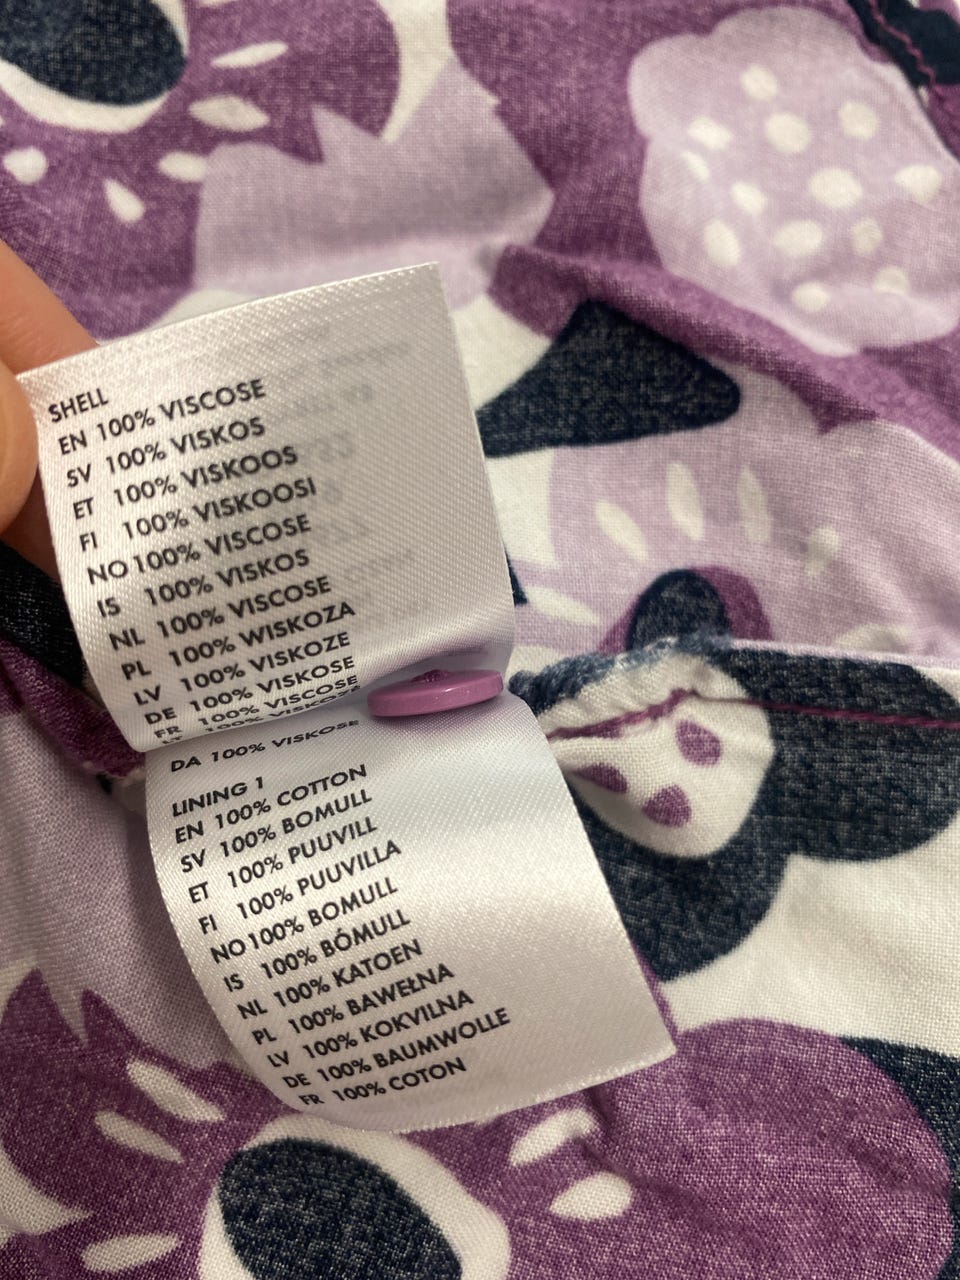 SHELL
EN 100% VISCOSE
SV 100% VISKOS
ET 100% VISKOOS
FI 100% VISKOOSI
NO 100% VISCOSE
IS 100% VISKOS
NL 100% VISCOSE
PL 100% WISKOZA
LV 100% VISKOZE
DE 100% VISKOSE
FR 100% VISCOSE
DA 100% VISKOSE
LINING 1
EN 100% COTTON
SV 100% BOMULL
ET 100% PUUVILL
FI 100% PUUVILLA
NO 100% BOMULL
IS 100% BÓMULL
NL 100% KATOEN
PL 100% BAWEŁNA
LV 100% KOKVILNA
DE 100% BAUMWOLLE
FR 100% COTON